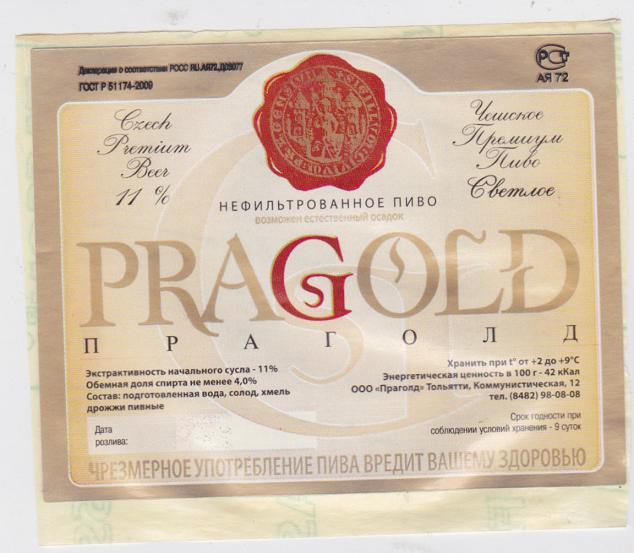 Декларация о соответствии РОСС RU.АЯ72.Д03077
ГОСТ Р 51174-2009
РСТ
АЯ 72
Czech
Premium
Beer
11 %
Чешское
Премиум
Пиво
Светлое
НЕФИЛЬТРОВАННОЕ ПИВО
возможен естественный осадок
PRAGOLD
ПРАГОЛД
Экстрактивность начального сусла - 11%
Обемная доля спирта не менее 4,0%
Состав: подготовленная вода, солод, хмель
дрожжи пивные
Дата
розлива:
Хранить при t° от +2 до +9°С
Энергетическая ценность в 100 г - 42 кКал
ООО «Праголд» Тольятти, Коммунистическая, 12
тел. (8482) 98-08-08
Срок годности при
соблюдении условий хранения - 9 суток
ЧРЕЗМЕРНОЕ УПОТРЕБЛЕНИЕ ПИВА ВРЕДИТ ВАШЕМУ ЗДОРОВЬЮ